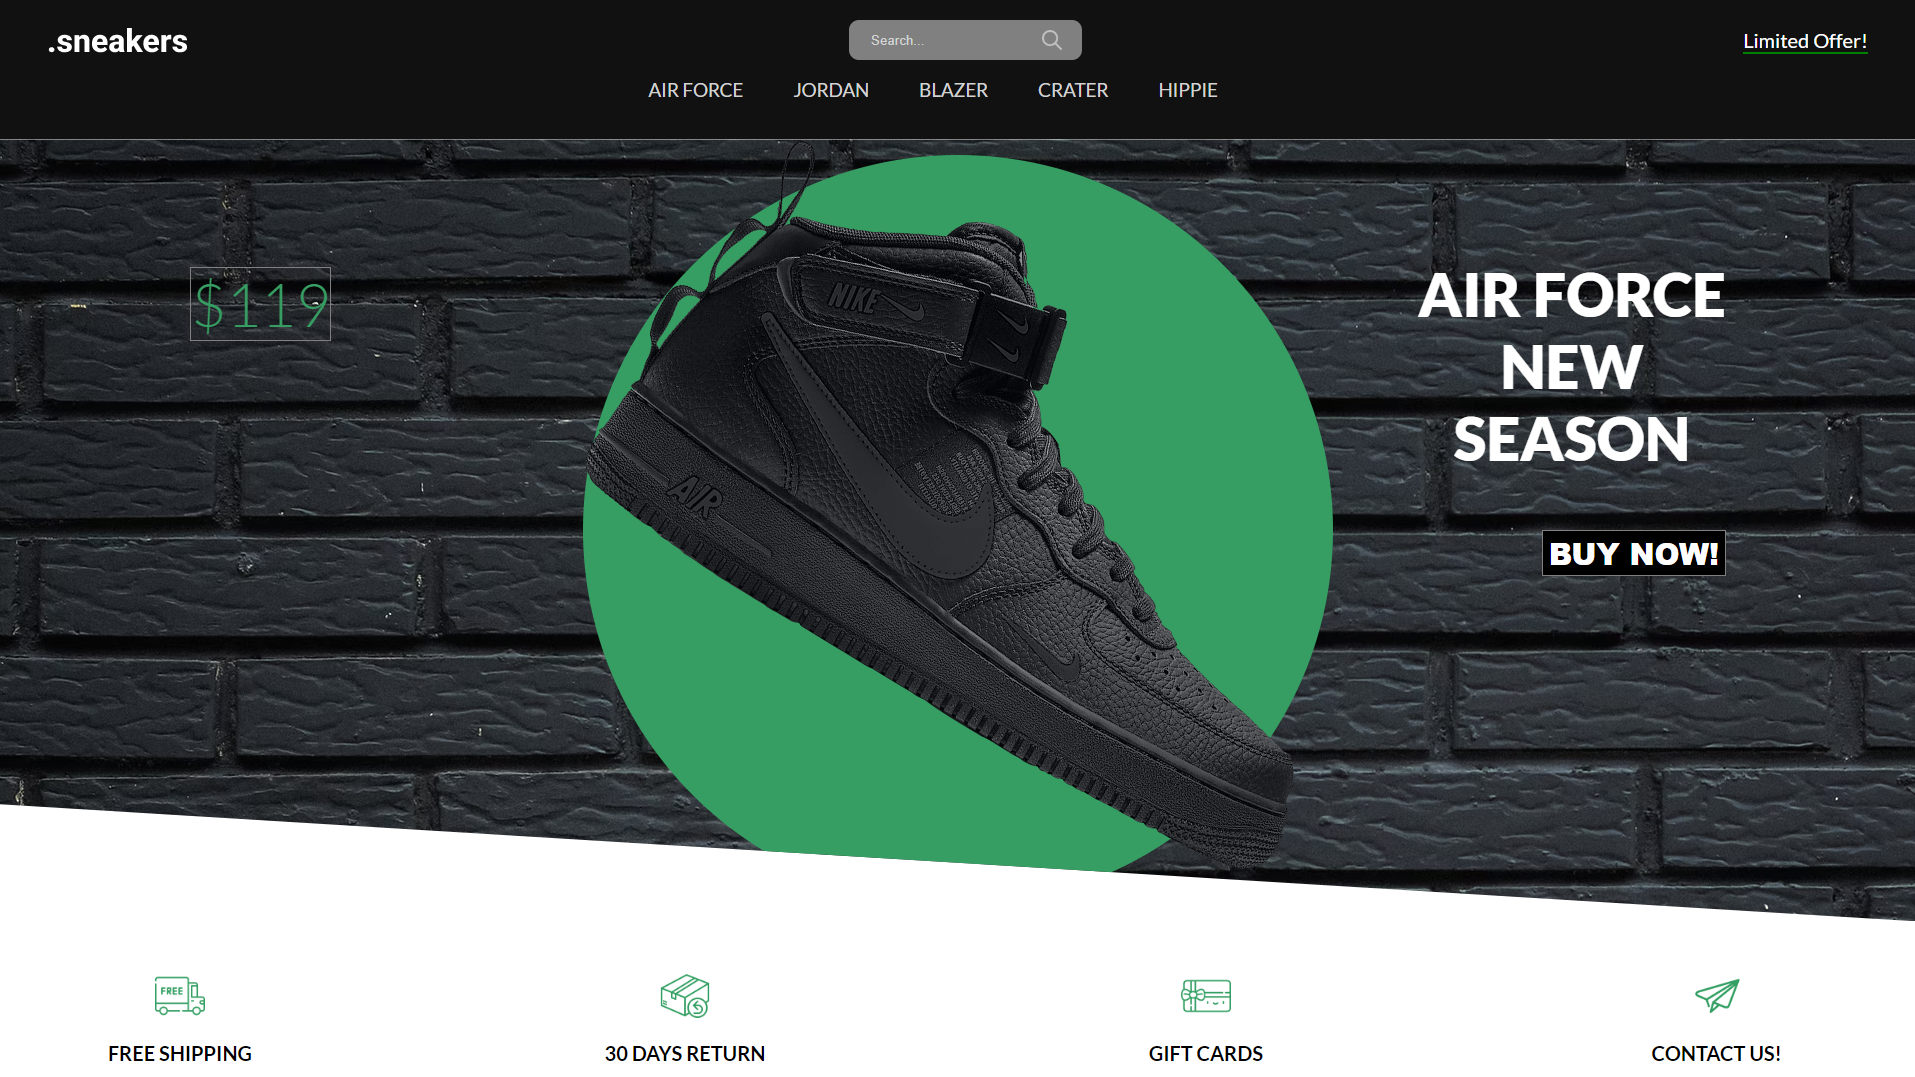 .sneakers
Search...
Limited Offer!
AIR FORCE
JORDAN
BLAZER
CRATER
HIPPIE
$119
NIKE
AIR
AIR FORCE
NEW
SEASON
BUY NOW!
FREE
FREE SHIPPING
30 DAYS RETURN
GIFT CARDS
CONTACT US!